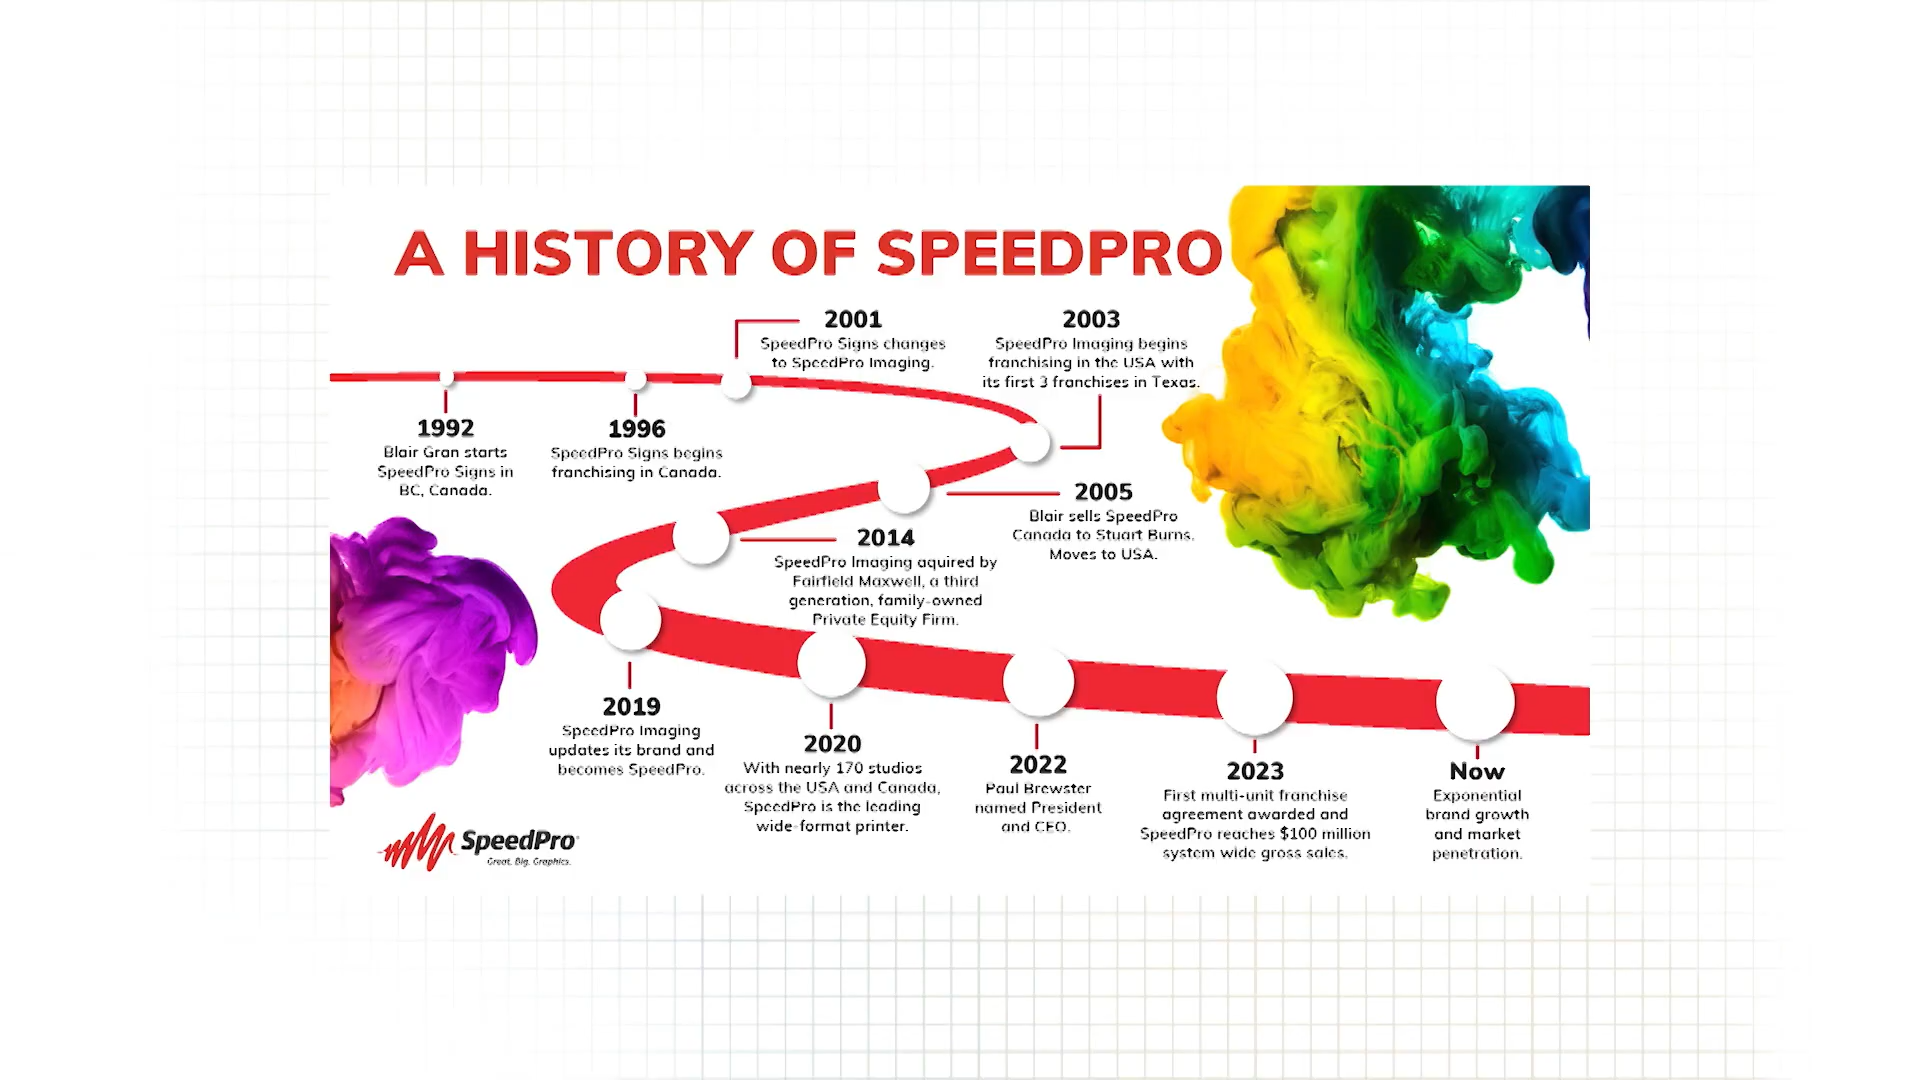 A HISTORY OF SPEEDPRO
2001
SpeedPro Signs changes
to SpeedPro Imaging.
2003
SpeedPro Imaging begins
franchising in the USA with
its first 3 franchises in Texas.
1992
Blair Gran starts
SpeedPro Signs in
BC, Canada.
1996
SpeedPro Signs begins
franchising in Canada.
2005
Blair sells SpeedPro
Canada to Stuart Burns.
Moves to USA.
2014
SpeedPro Imaging aquired by
Fairfield Maxwell, a third
generation, family-owned
Private Equity Firm.
2019
SpeedPro Imaging
updates its brand and
becomes SpeedPro.
2020
With nearly 170 studios
across the USA and Canada,
SpeedPro is the leading
wide-format printer.
2022
Paul Brewster
named President
and CEO.
2023
First multi-unit franchise
agreement awarded and
SpeedPro reaches $100 million
system wide gross sales.
Now
Exponential
brand growth
and market
penetration.
SpeedPro
Great. Big. Graphics.